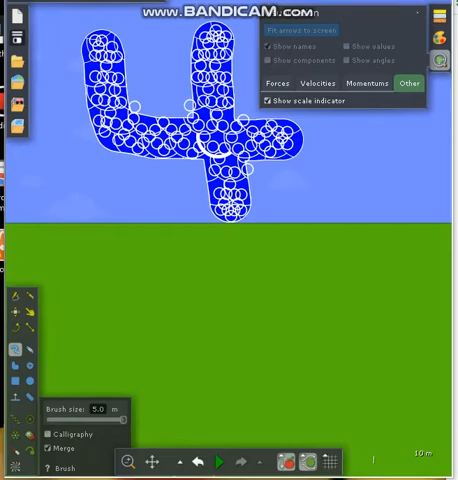 www.BANDICAM.com
Fit arrows to screen
Show names
Show values
Show components
Show angles
Forces
Velocities
Momentums
Other
Show scale indicator
4
Brush size: 5.0 m
Calligraphy
Merge
? Brush
10 m